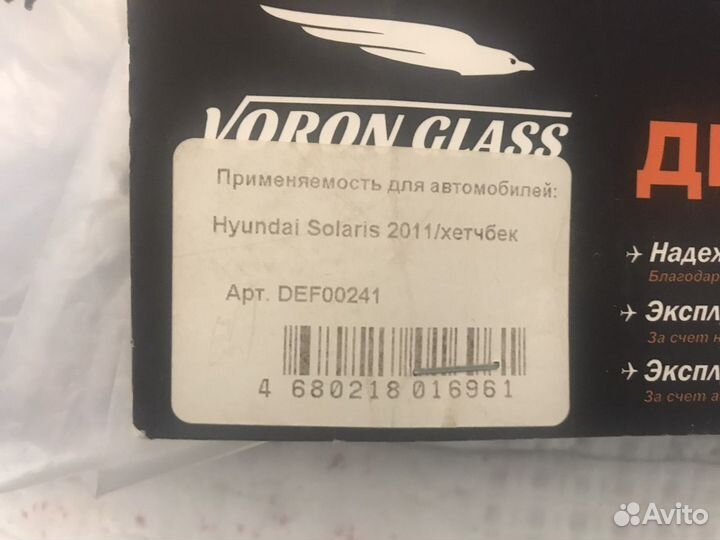 VORON GLASS
Применяемость для автомобилей:
Hyundai Solaris 2011/хетчбек
Арт. DEF00241
4 680218 016961
Надеж
Благодар
Экспл
За счет н
Экспл
За счет а
Avito